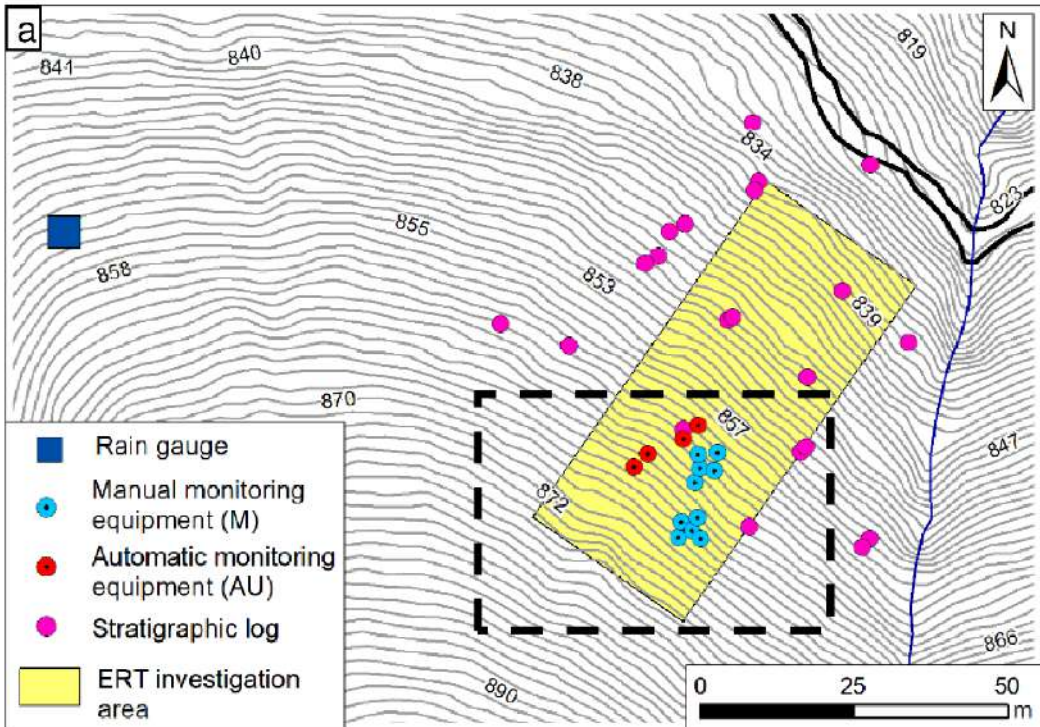 a
N
819
840
841
838
834
823
855
858
853
839
870
857
847
872
866
890
Rain gauge
Manual monitoring
equipment (M)
Automatic monitoring
equipment (AU)
Stratigraphic log
ERT investigation
area
0 25 50
m